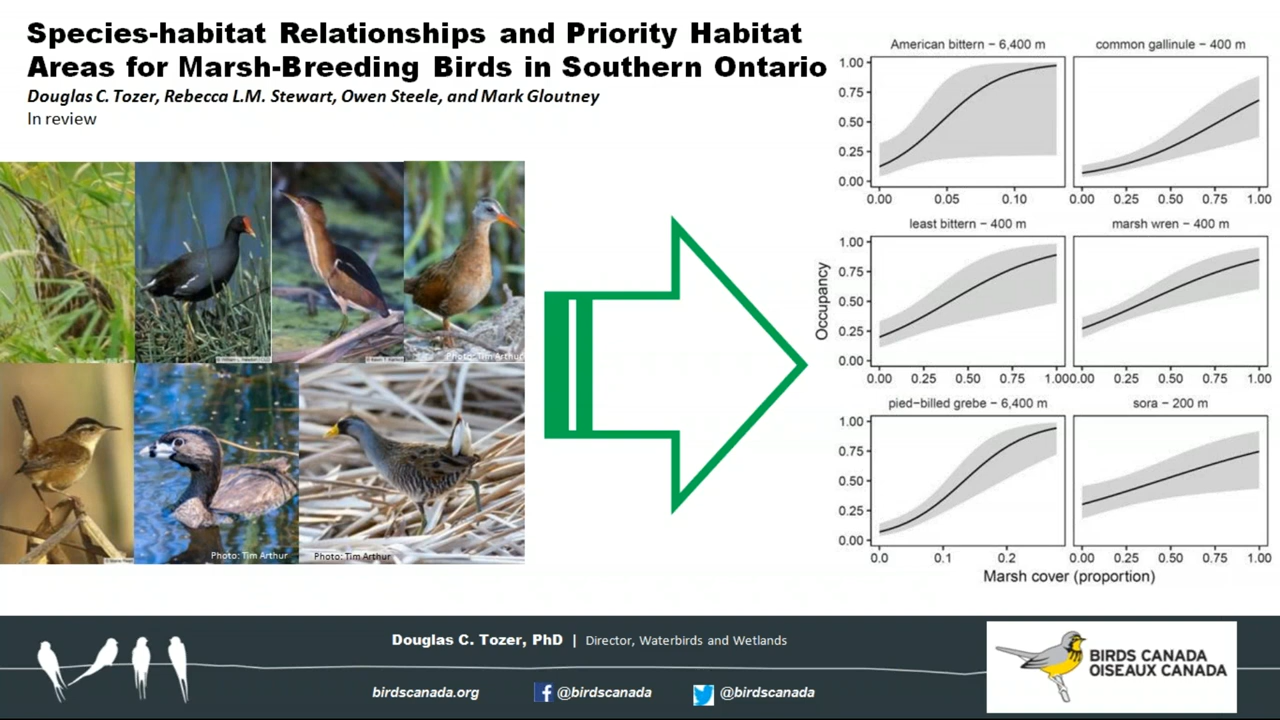 Species-habitat Relationships and Priority Habitat
Areas for Marsh-Breeding Birds in Southern Ontario
Douglas C. Tozer, Rebecca L.M. Stewart, Owen Steele, and Mark Gloutney
In review
Photo: Tim Arthur
Photo: Tim Arthur
Photo: Tim Arthur
American bittern − 6,400 m
common gallinule − 400 m
1.00
0.75
0.50
0.25
0.00
0.00 0.05 0.10
0.00 0.25 0.50 0.75 1.00
least bittern − 400 m
marsh wren − 400 m
Occupancy
1.00
0.75
0.50
0.25
0.00
0.00 0.25 0.50 0.75 1.00
0.00 0.25 0.50 0.75 1.00
pied−billed grebe − 6,400 m
sora − 200 m
1.00
0.75
0.50
0.25
0.00
0.0 0.1 0.2
0.00 0.25 0.50 0.75 1.00
Marsh cover (proportion)
Douglas C. Tozer, PhD | Director, Waterbirds and Wetlands
birdscanada.org @birdscanada @birdscanada
BIRDS CANADA
OISEAUX CANADA